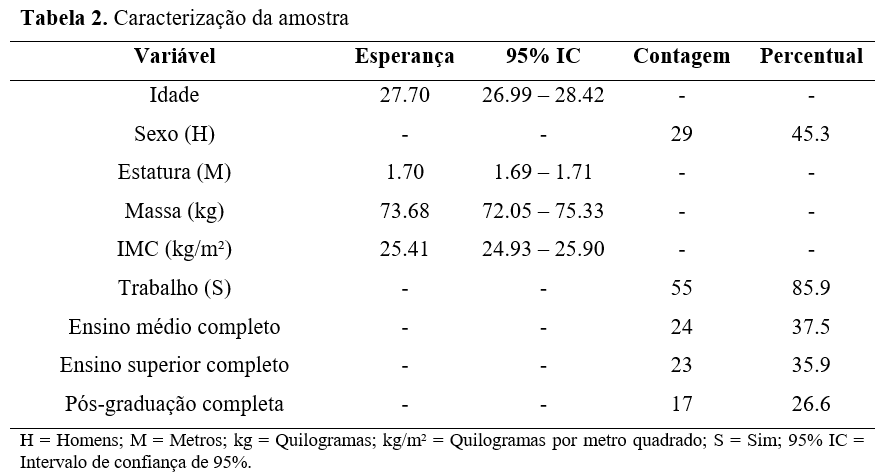 Tabela 2. Caracterização da amostra
Variável Esperança 95% IC Contagem Percentual
Idade 27.70 26.99 – 28.42 - -
Sexo (H) - - 29 45.3
Estatura (M) 1.70 1.69 – 1.71 - -
Massa (kg) 73.68 72.05 – 75.33 - -
IMC (kg/m²) 25.41 24.93 – 25.90 - -
Trabalho (S) - - 55 85.9
Ensino médio completo - - 24 37.5
Ensino superior completo - - 23 35.9
Pós-graduação completa - - 17 26.6
H = Homens; M = Metros; kg = Quilogramas; kg/m² = Quilogramas por metro quadrado; S = Sim; 95% IC =
Intervalo de confiança de 95%.